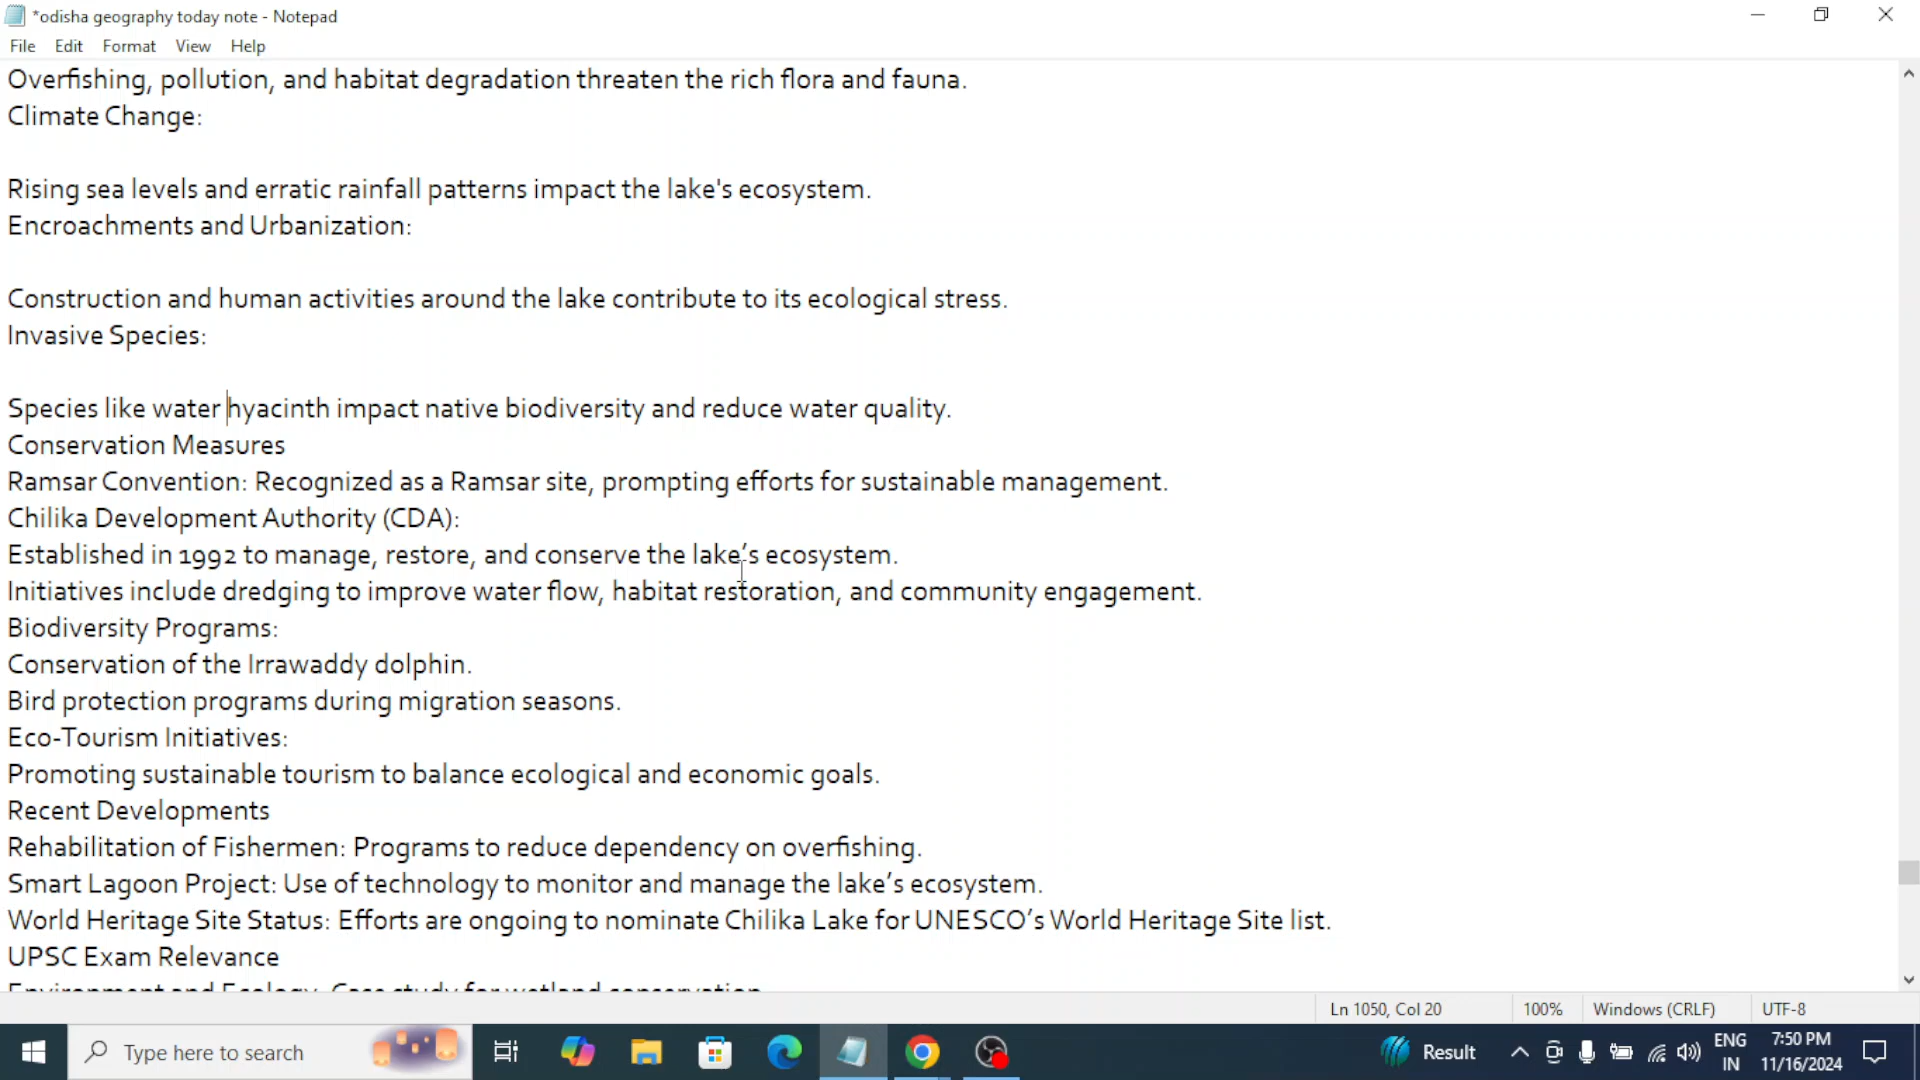 *odisha geography today note - Notepad
File Edit Format View Help
Overfishing, pollution, and habitat degradation threaten the rich flora and fauna.
Climate Change:
Rising sea levels and erratic rainfall patterns impact the lake's ecosystem.
Encroachments and Urbanization:
Construction and human activities around the lake contribute to its ecological stress.
Invasive Species:
Species like water hyacinth impact native biodiversity and reduce water quality.
Conservation Measures
Ramsar Convention: Recognized as a Ramsar site, prompting efforts for sustainable management.
Chilika Development Authority (CDA):
Established in 1992 to manage, restore, and conserve the lake’s ecosystem.
Initiatives include dredging to improve water flow, habitat restoration, and community engagement.
Biodiversity Programs:
Conservation of the Irrawaddy dolphin.
Bird protection programs during migration seasons.
Eco-Tourism Initiatives:
Promoting sustainable tourism to balance ecological and economic goals.
Recent Developments
Rehabilitation of Fishermen: Programs to reduce dependency on overfishing.
Smart Lagoon Project: Use of technology to monitor and manage the lake’s ecosystem.
World Heritage Site Status: Efforts are ongoing to nominate Chilika Lake for UNESCO’s World Heritage Site list.
UPSC Exam Relevance
Environment and Ecology: Case study for wetland conservation.
Ln 1050, Col 20 100% Windows (CRLF) UTF-8
Type here to search Result ENG 7:50 PM
IN 11/16/2024